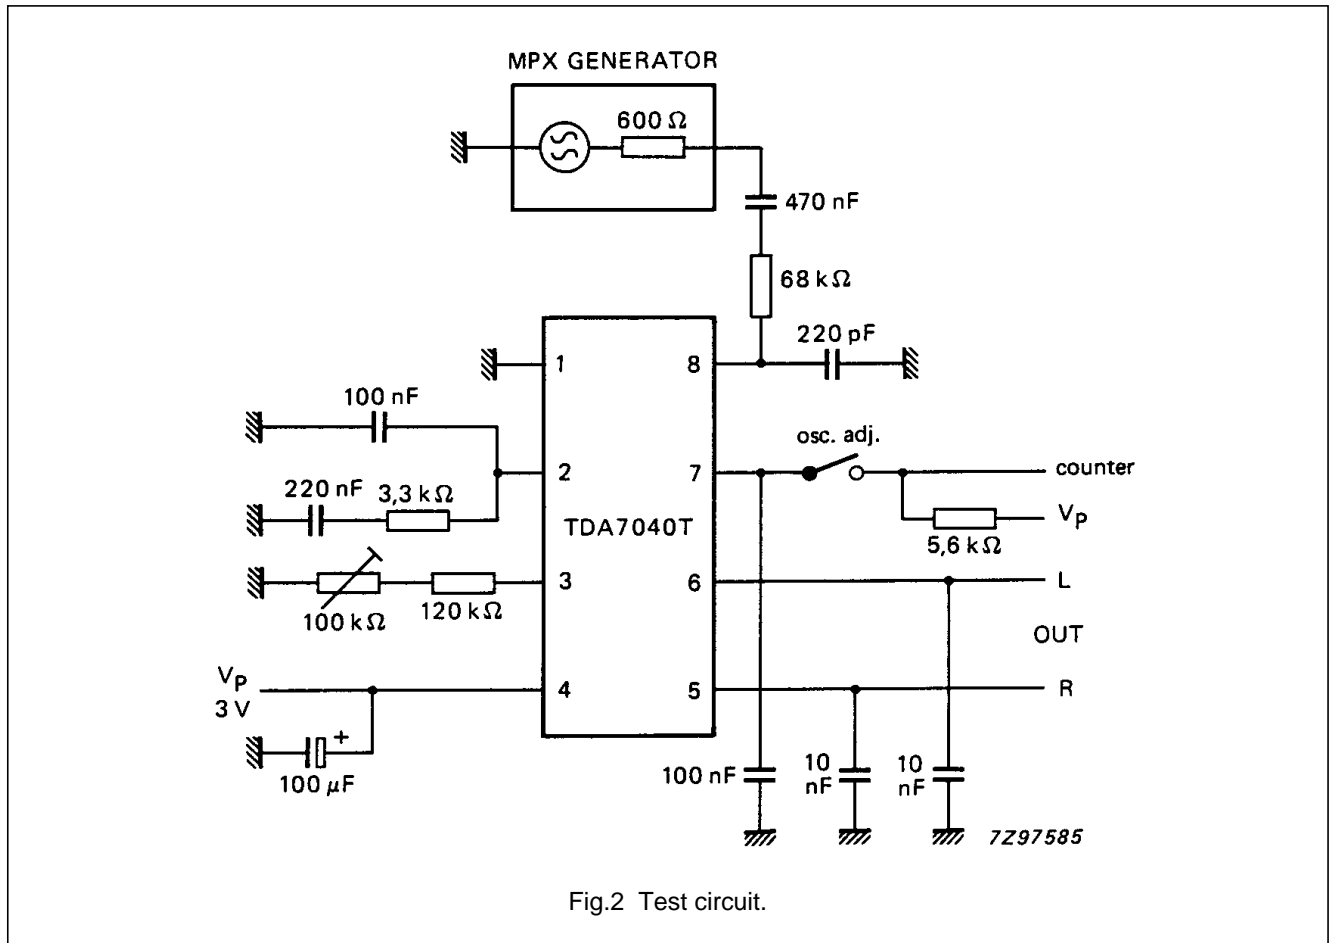 MPX GENERATOR
600 Ω
470 nF
68 kΩ
220 pF
1
8
100 nF
osc. adj.
2
7
counter
220 nF
3,3 kΩ
TDA7040T
VP
5,6 kΩ
3
6
L
100 kΩ
120 kΩ
OUT
VP
3 V
4
5
R
+
100 μF
100 nF
10
nF
10
nF
7Z97585
Fig.2 Test circuit.